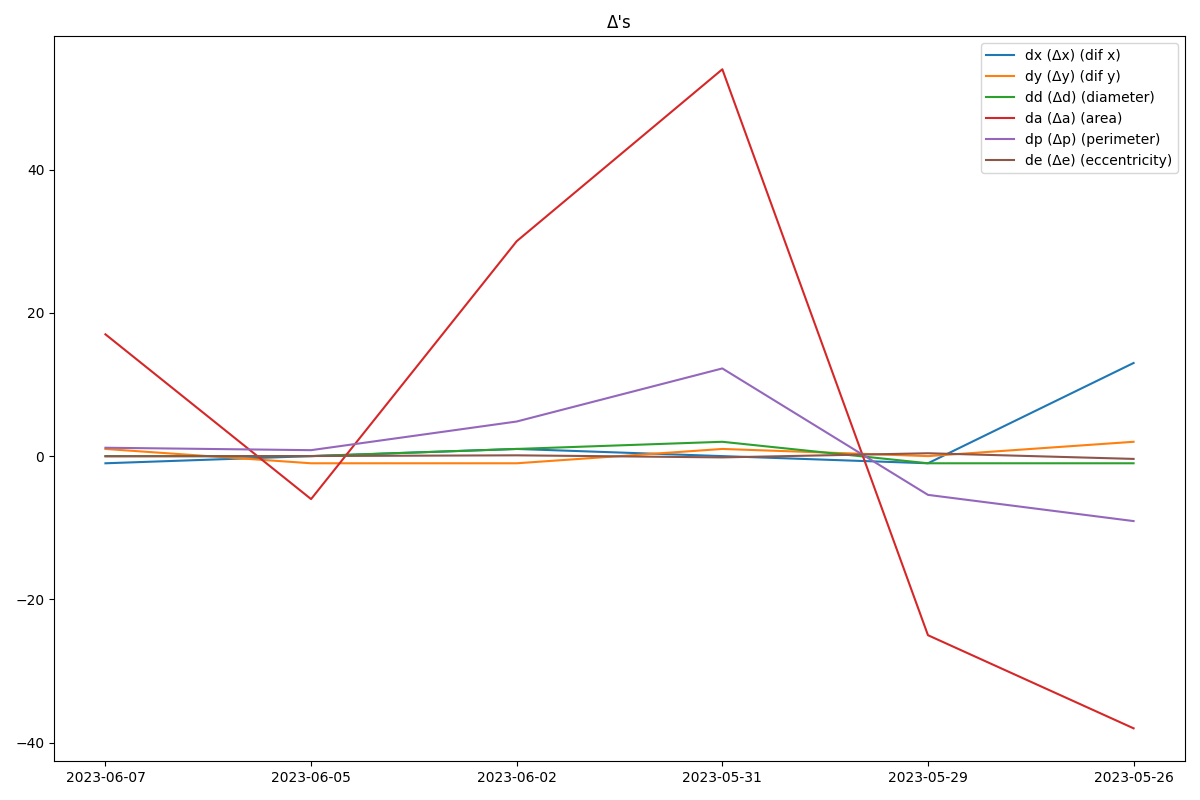 Δ's
dx (Δx) (dif x)
dy (Δy) (dif y)
dd (Δd) (diameter)
da (Δa) (area)
dp (Δp) (perimeter)
de (Δe) (eccentricity)
40
20
0
−20
−40
2023-06-07 2023-06-05 2023-06-02 2023-05-31 2023-05-29 2023-05-26